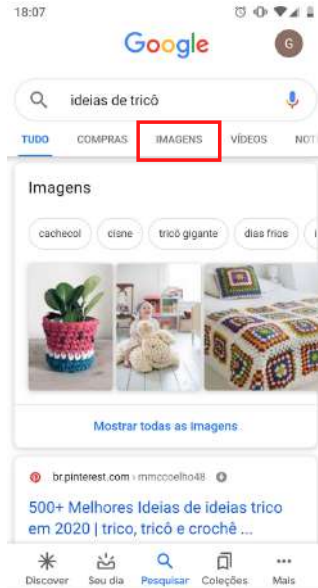 18:07
Google
G
ideias de tricô
TUDO COMPRAS IMAGENS VÍDEOS NOT
Imagens
cachecol cisne tricô gigante dias frios
Mostrar todas as imagens
br.pinterest.com › mmccoelho48
500+ Melhores Ideias de ideias trico
em 2020 | trico, tricô e crochê ...
Discover Seu dia Pesquisar Coleções Mais